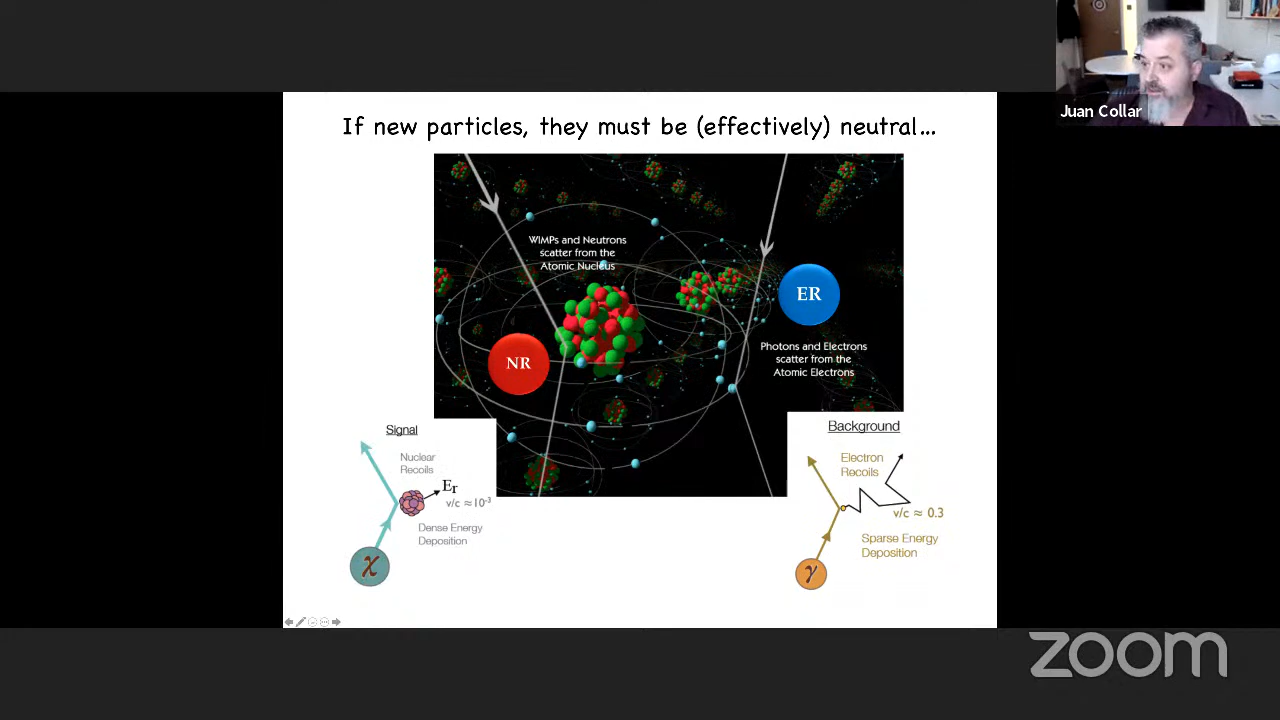 Juan Collar
If new particles, they must be (effectively) neutral...
WIMPs and Neutrons
scatter from the
Atomic Nucleus
ER
NR
Photons and Electrons
scatter from the
Atomic Electrons
Signal
Nuclear
Recoils
Er
v/c ≈ 10⁻³
Dense Energy
Deposition
χ
Background
Electron
Recoils
v/c ≈ 0.3
Sparse Energy
Deposition
γ
zoom